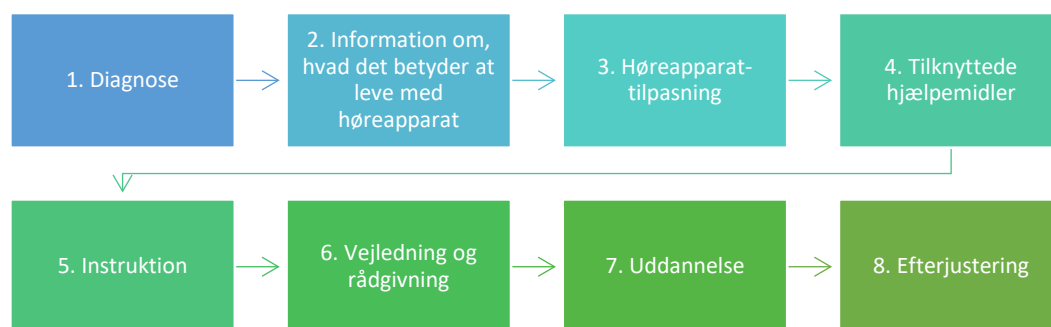 1. Diagnose
2. Information om,
hvad det betyder at
leve med
høreapparat
3. Høreapparat-
tilpasning
4. Tilknyttede
hjælpemidler
5. Instruktion
6. Vejledning og
rådgivning
7. Uddannelse
8. Efterjustering